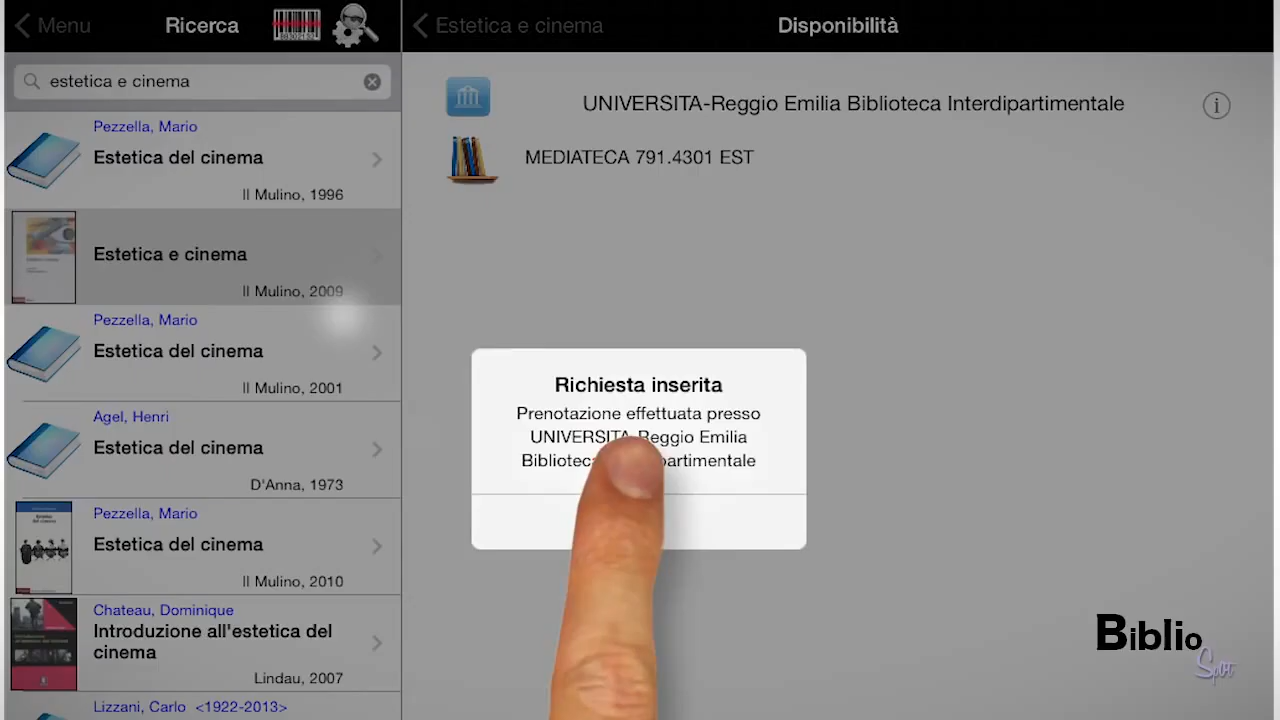 Menu
Ricerca
Estetica e cinema
Disponibilità
estetica e cinema
Pezzella, Mario
Estetica del cinema
Il Mulino, 1996
Estetica e cinema
Il Mulino, 2009
Pezzella, Mario
Estetica del cinema
Il Mulino, 2001
Agel, Henri
Estetica del cinema
D'Anna, 1973
Pezzella, Mario
Estetica del cinema
Il Mulino, 2010
Chateau, Dominique
Introduzione all'estetica del
cinema
Lindau, 2007
Lizzani, Carlo <1922-2013>
UNIVERSITA-Reggio Emilia Biblioteca Interdipartimentale
MEDIATECA 791.4301 EST
Richiesta inserita
Prenotazione effettuata presso
UNIVERSITA-Reggio Emilia
Biblioteca partimentale
Biblio
Spot